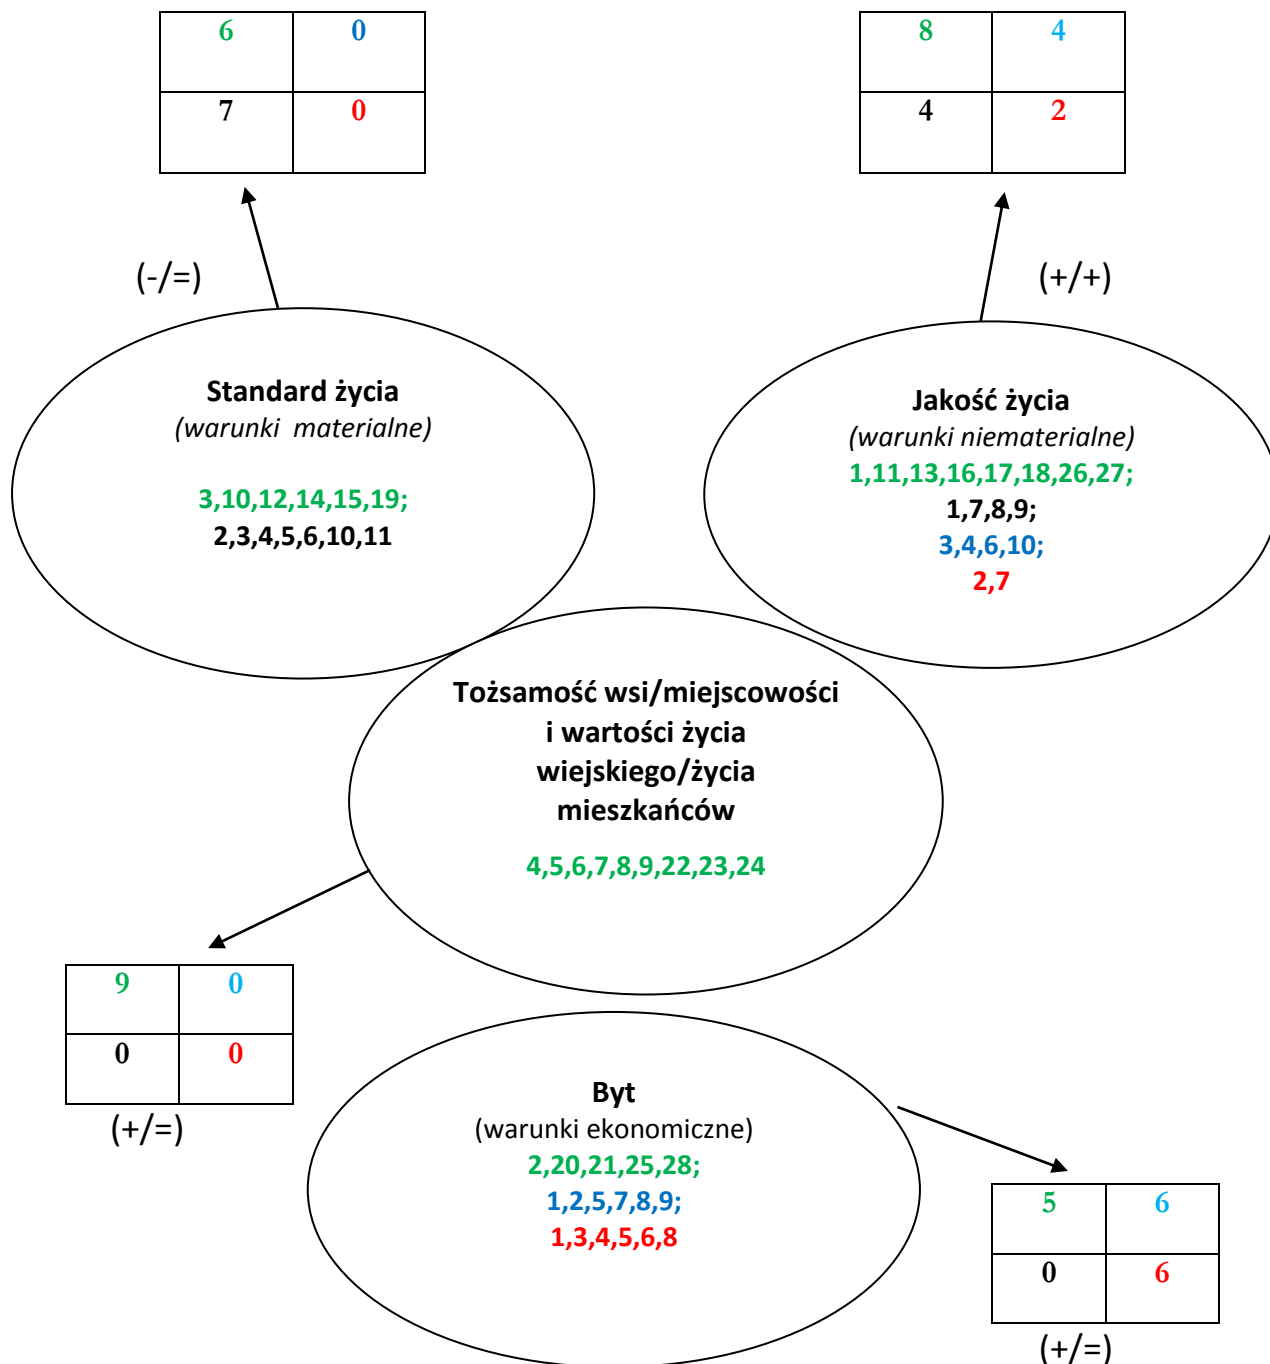 6 0
7 0
8 4
4 2
(-/=)
(+/+)
Standard życia
(warunki materialne)
3,10,12,14,15,19;
2,3,4,5,6,10,11
Jakość życia
(warunki niematerialne)
1,11,13,16,17,18,26,27;
1,7,8,9;
3,4,6,10;
2,7
Tożsamość wsi/miejscowości
i wartości życia
wiejskiego/życia
mieszkańców
4,5,6,7,8,9,22,23,24
9 0
0 0
(+/=)
Byt
(warunki ekonomiczne)
2,20,21,25,28;
1,2,5,7,8,9;
1,3,4,5,6,8
5 6
0 6
(+/=)